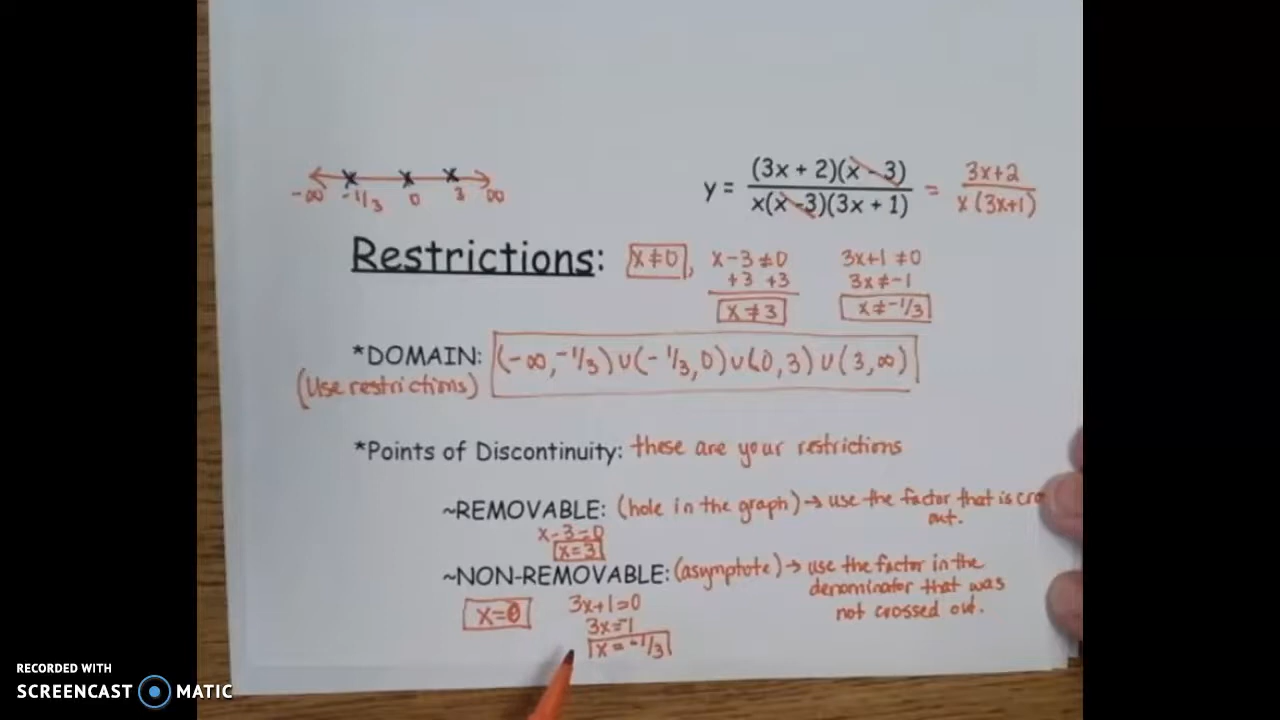 y = (3x + 2)(x - 3) / x(x - 3)(3x + 1) = 3x+2 / x(3x+1)
-∞ -1/3 0 3 ∞
Restrictions: x≠0, x-3≠0 3x+1≠0
+3 +3 3x≠-1
x≠3 x≠-1/3
*DOMAIN: (-∞,-1/3)∪(-1/3,0)∪(0,3)∪(3,∞)
(Use restrictions)
*Points of Discontinuity: these are your restrictions
~REMOVABLE: (hole in the graph)→ use the factor that is
out.
x-3=0
x=3
~NON-REMOVABLE: (asymptote)→ use the factor in the
denominator that was
not crossed out.
x=0 3x+1=0
3x=-1
x=-1/3
RECORDED WITH
SCREENCAST MATIC